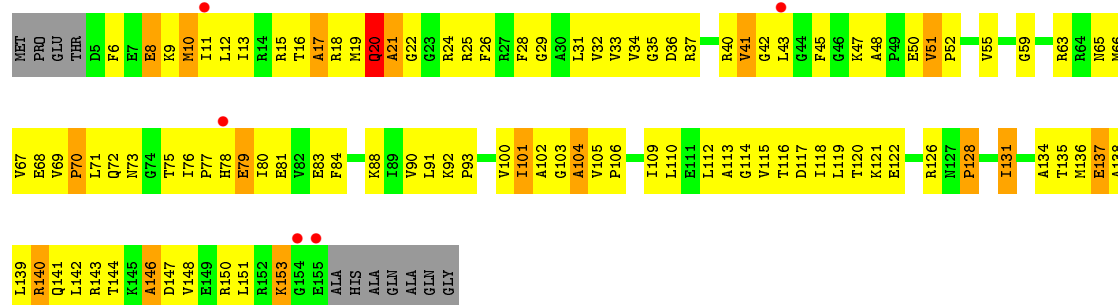 MET PRO GLU THR D5 F6 E7 E8 K9 M10 I11 L12 I13 R14 R15 T16 A17 R18 M19 Q20 A21 G22 G23 R24 R25 F26 R27 F28 G29 A30 L31 V32 V33 V34 G35 D36 R37 R40 V41 G42 L43 G44 F45 G46 K47 A48 P49 E50 V51 P52 V55 G59 R63 R64 N65 M66
V67 E68 V69 P70 L71 Q72 N73 G74 T75 I76 P77 H78 E79 I80 E81 V82 E83 F84 K88 I89 V90 L91 K92 P93 V100 I101 A102 G103 A104 V105 P106 I109 L110 E111 L112 A113 G114 V115 T116 D117 I118 L119 T120 K121 E122 R126 N127 P128 I131 A134 T135 M136 E137 A138
L139 R140 Q141 L142 R143 T144 K145 A146 D147 V148 E149 R150 L151 R152 K153 G154 E155 ALA HIS ALA GLN ALA GLN GLY